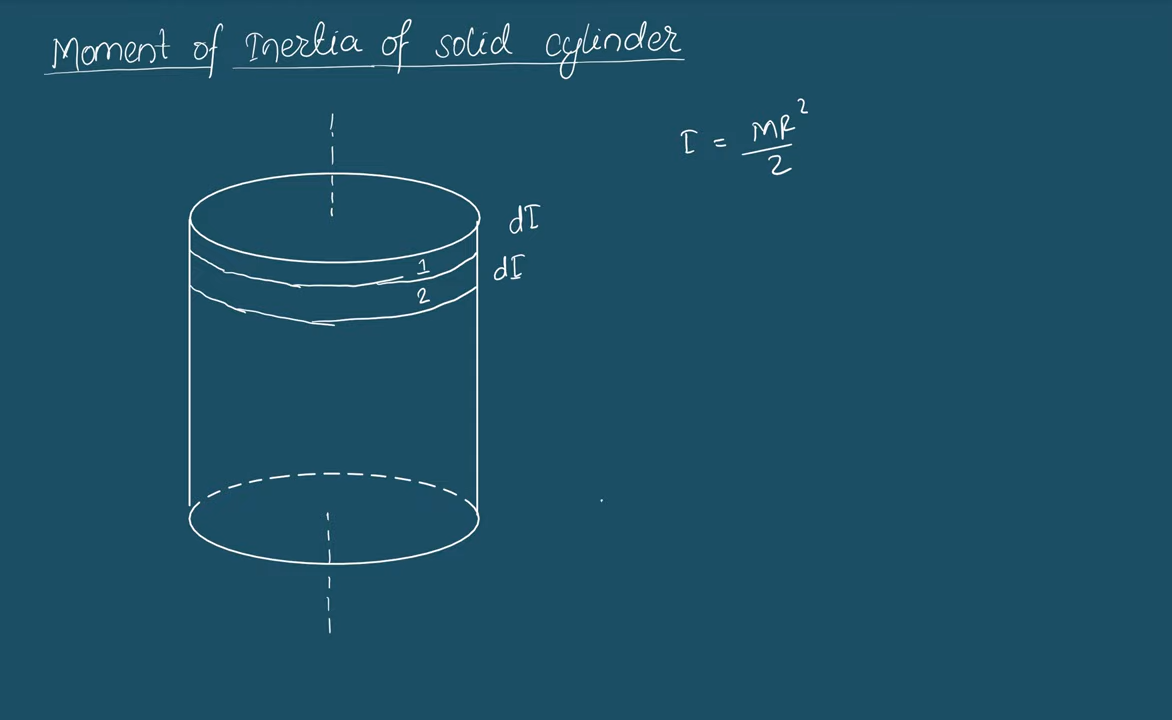 Moment of Inertia of solid cylinder
I = MR²/2
dI
1
dI
2